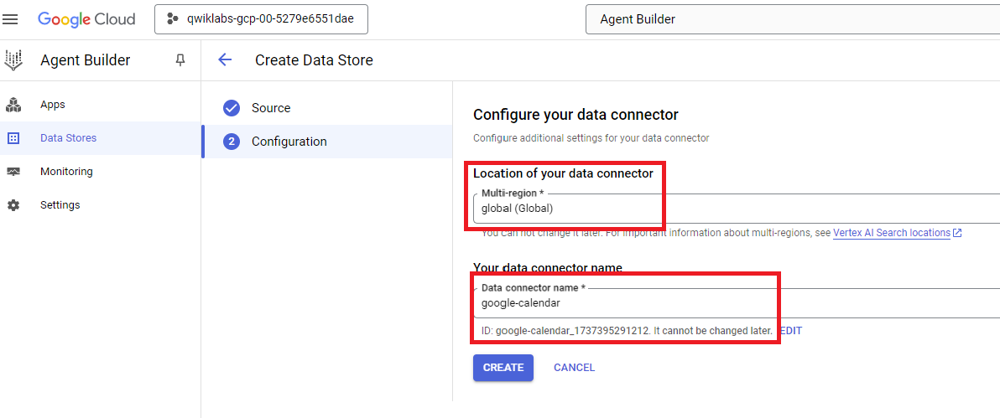 Google Cloud
qwiklabs-gcp-00-5279e6551dae
Agent Builder
Agent Builder
Create Data Store
Apps
Data Stores
Monitoring
Settings
Source
2 Configuration
Configure your data connector
Configure additional settings for your data connector
Location of your data connector
Multi-region *
global (Global)
You can not change it later. For important information about multi-regions, see Vertex AI Search locations
Your data connector name
Data connector name *
google-calendar
ID: google-calendar_1737395291212. It cannot be changed later. EDIT
CREATE CANCEL